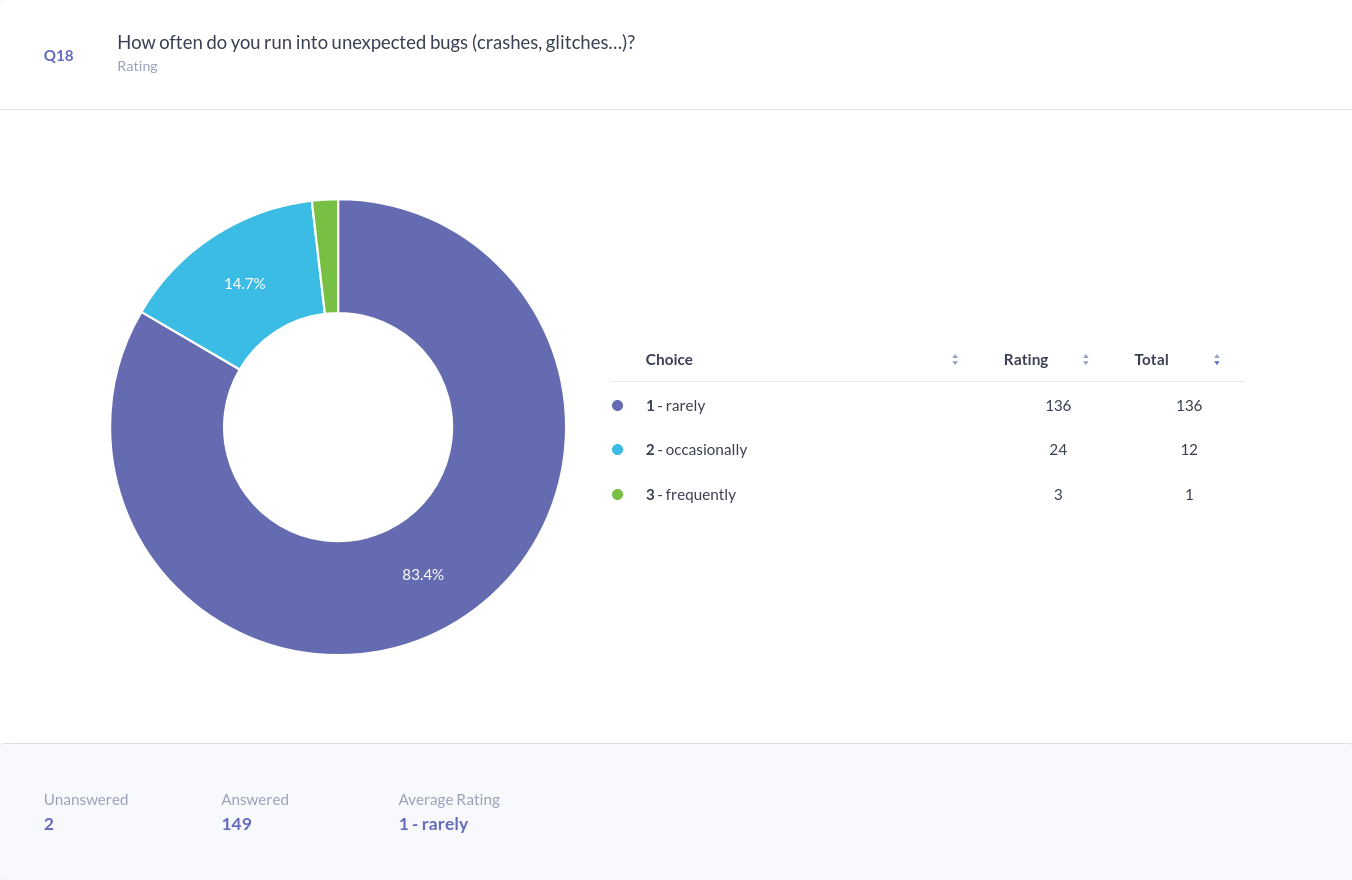 Q18
How often do you run into unexpected bugs (crashes, glitches...)?
Rating
14.7%
83.4%
Choice Rating Total
1 - rarely 136 136
2 - occasionally 24 12
3 - frequently 3 1
Unanswered Answered Average Rating
2 149 1 - rarely